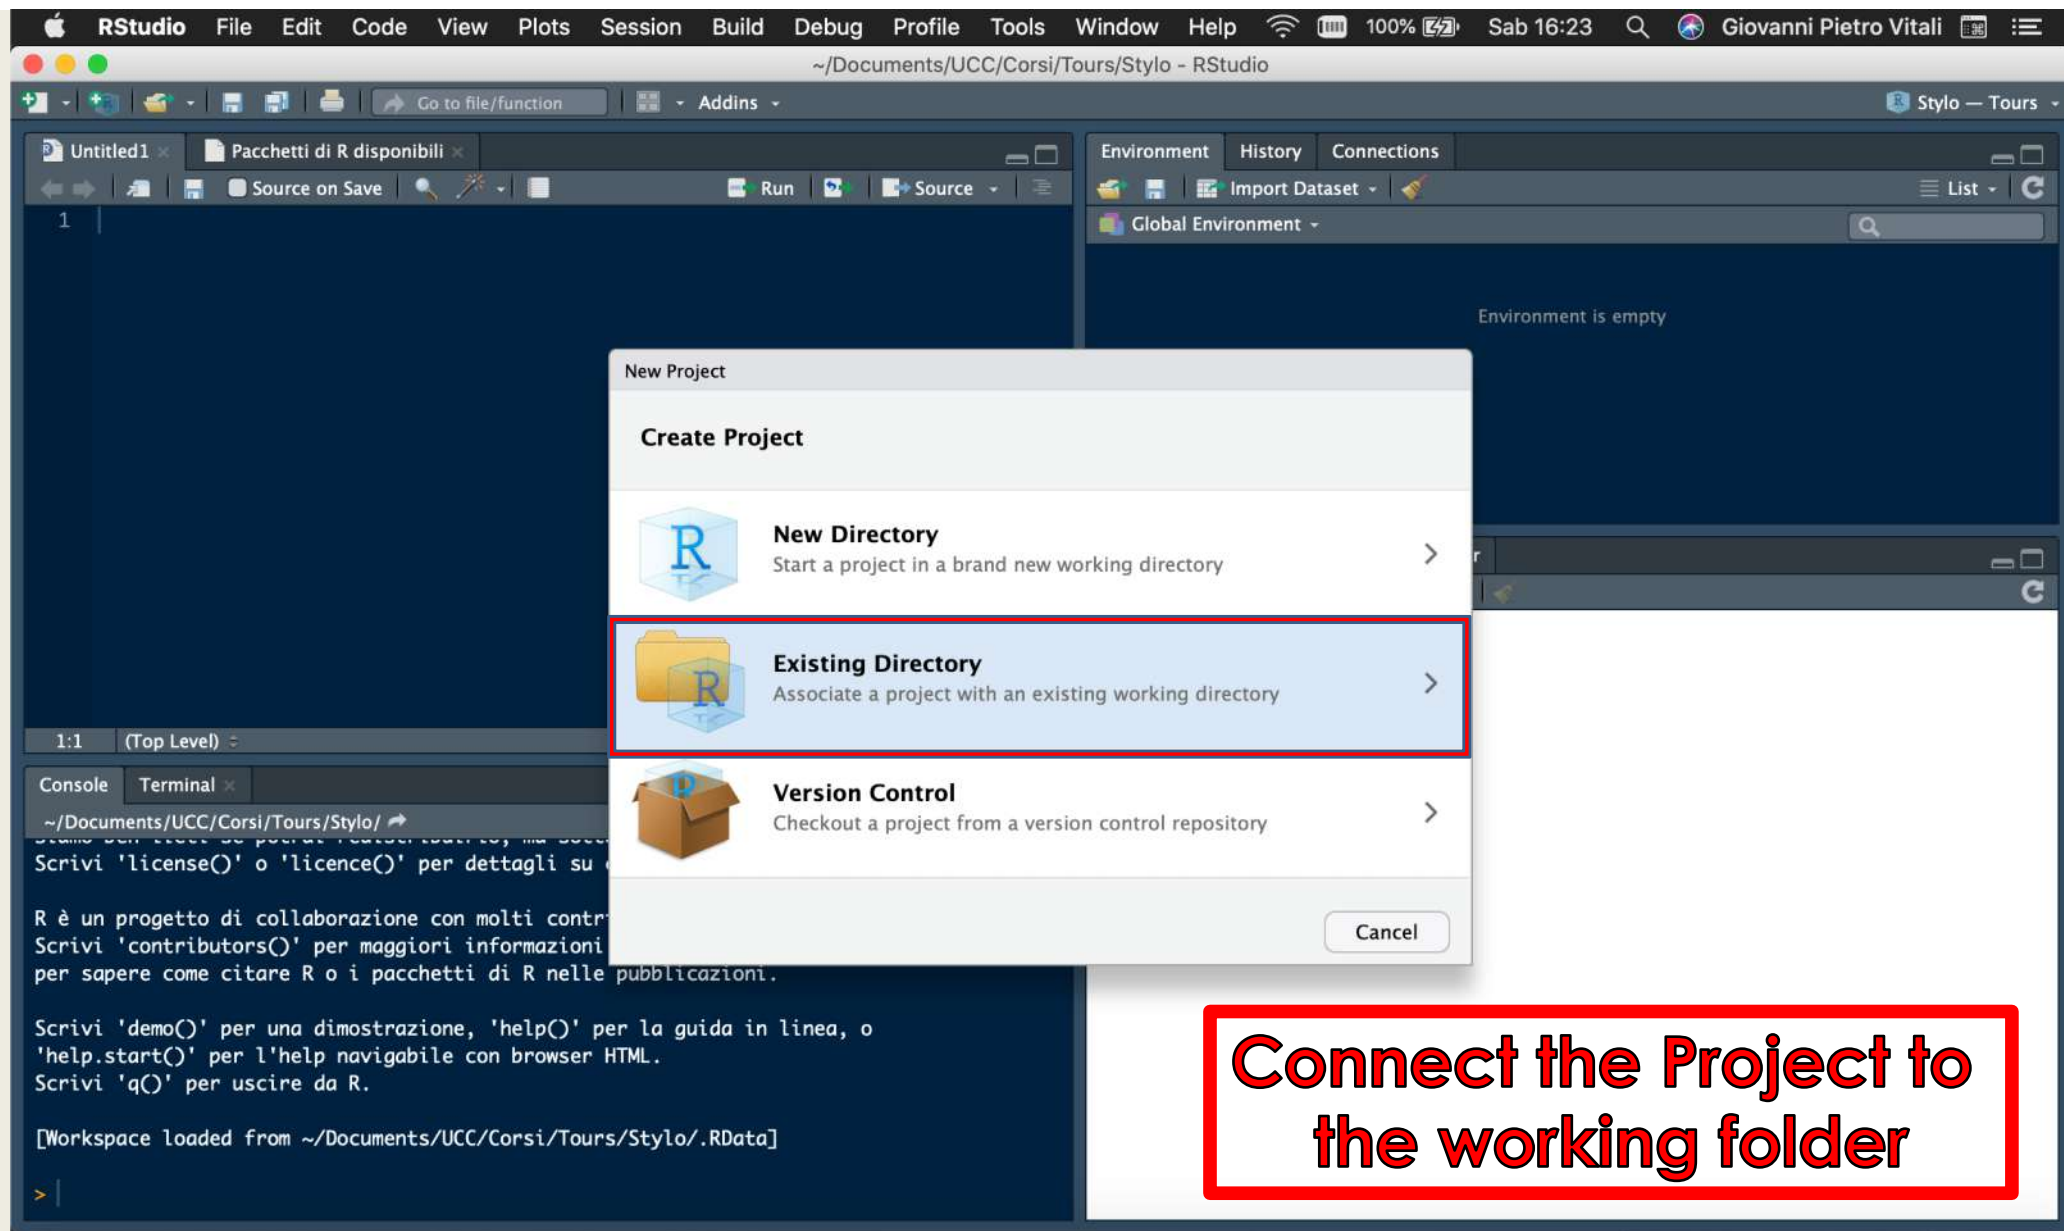 RStudio File Edit Code View Plots Session Build Debug Profile Tools Window Help 100% Sab 16:23 Giovanni Pietro Vitali
~/Documents/UCC/Corsi/Tours/Stylo - RStudio
Go to file/function Addins Stylo — Tours
Untitled1 Pacchetti di R disponibili
Source on Save Run Source
1
Environment History Connections
Import Dataset List
Global Environment
Environment is empty
New Project
Create Project
New Directory
Start a project in a brand new working directory
Existing Directory
Associate a project with an existing working directory
Version Control
Checkout a project from a version control repository
Cancel
r
1:1 (Top Level)
Console Terminal
~/Documents/UCC/Corsi/Tours/Stylo/
Scrivi 'license()' o 'licence()' per dettagli su
R è un progetto di collaborazione con molti contr
Scrivi 'contributors()' per maggiori informazioni
per sapere come citare R o i pacchetti di R nelle pubblicazioni.
Scrivi 'demo()' per una dimostrazione, 'help()' per la guida in linea, o
'help.start()' per l'help navigabile con browser HTML.
Scrivi 'q()' per uscire da R.
[Workspace loaded from ~/Documents/UCC/Corsi/Tours/Stylo/.RData]
>
Connect the Project to
the working folder